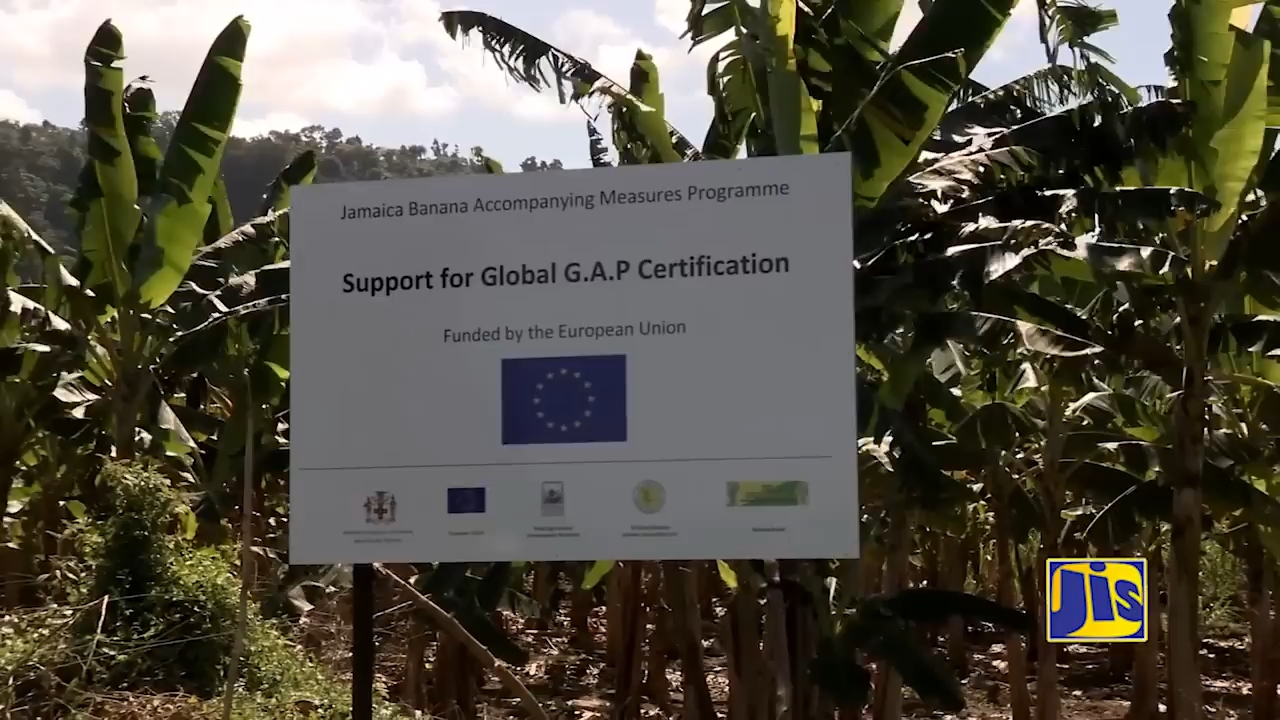 Jamaica Banana Accompanying Measures Programme
Support for Global G.A.P Certification
Funded by the European Union
JIS